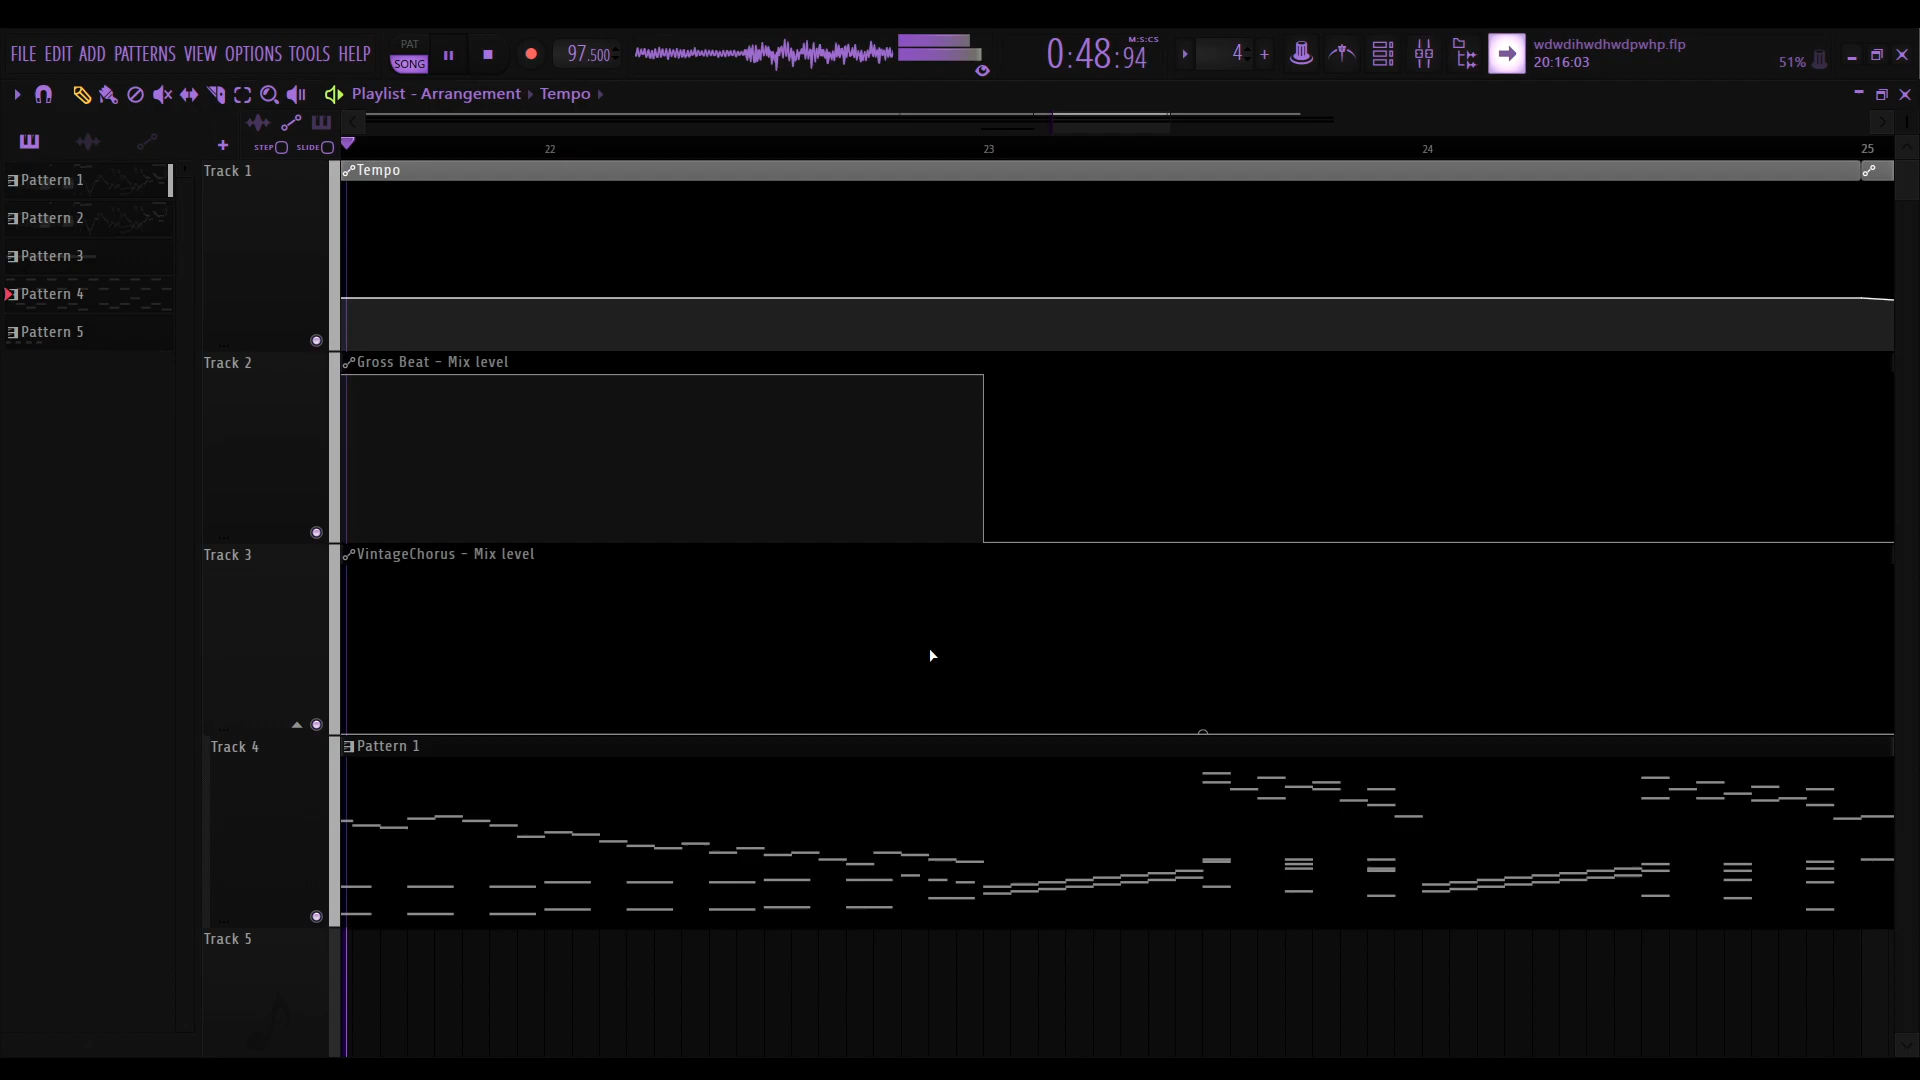 FILE EDIT ADD PATTERNS VIEW OPTIONS TOOLS HELP
PAT
SONG
97.500
0:48:94
M:S:CS
4
wdwdihwdhwdpwhp.flp
20:16:03
51%
Playlist - Arrangement Tempo
STEP SLIDE
22 23 24 25
Pattern 1
Pattern 2
Pattern 3
Pattern 4
Pattern 5
Track 1
Tempo
Track 2
Gross Beat - Mix level
Track 3
VintageChorus - Mix level
Track 4
Pattern 1
Track 5